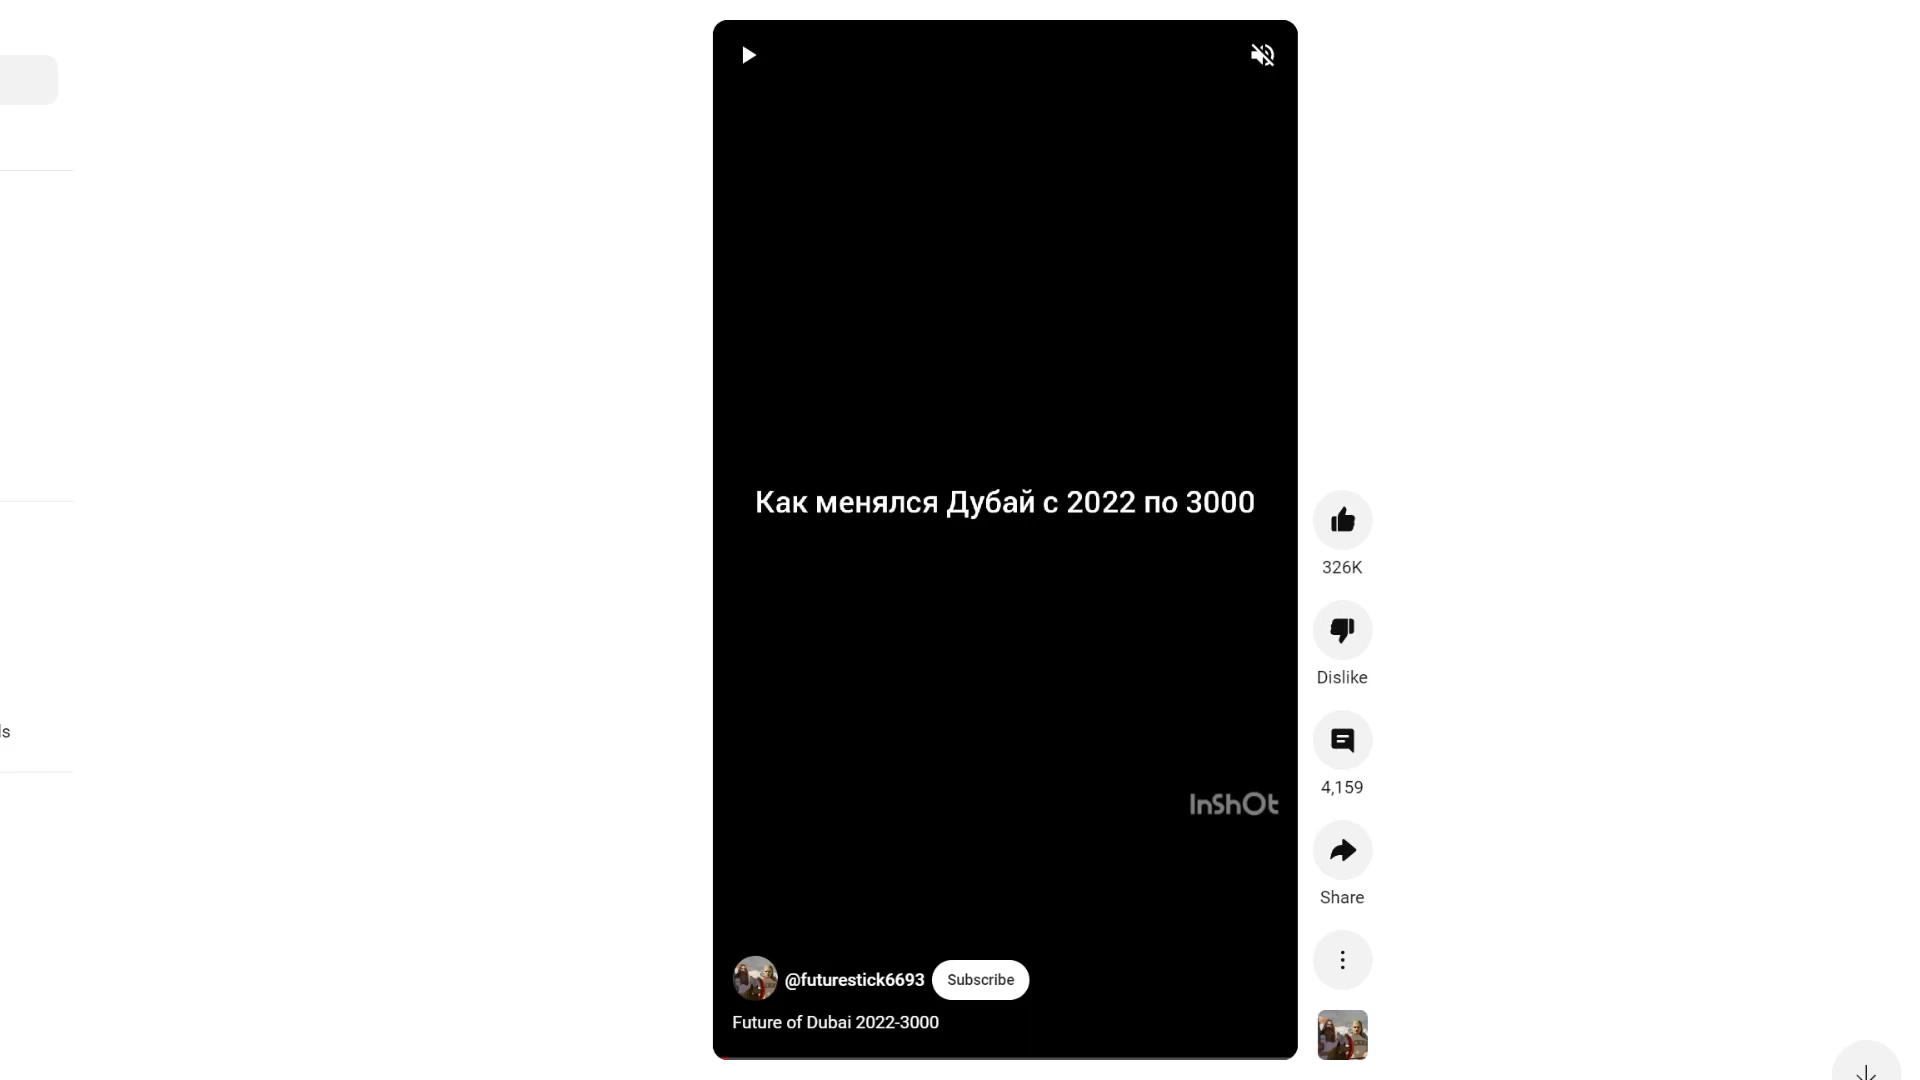 Как менялся Дубай с 2022 по 3000
326K
Dislike
4,159
InShOt
Share
@futurestick6693 Subscribe
Future of Dubai 2022-3000